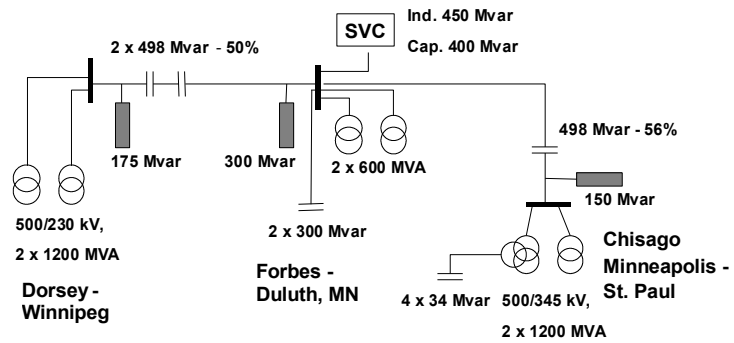 SVC
Ind. 450 Mvar
Cap. 400 Mvar
2 x 498 Mvar - 50%
498 Mvar - 56%
175 Mvar
300 Mvar
2 x 600 MVA
150 Mvar
500/230 kV,
2 x 1200 MVA
2 x 300 Mvar
Dorsey -
Winnipeg
Forbes -
Duluth, MN
4 x 34 Mvar
500/345 kV,
2 x 1200 MVA
Chisago
Minneapolis -
St. Paul